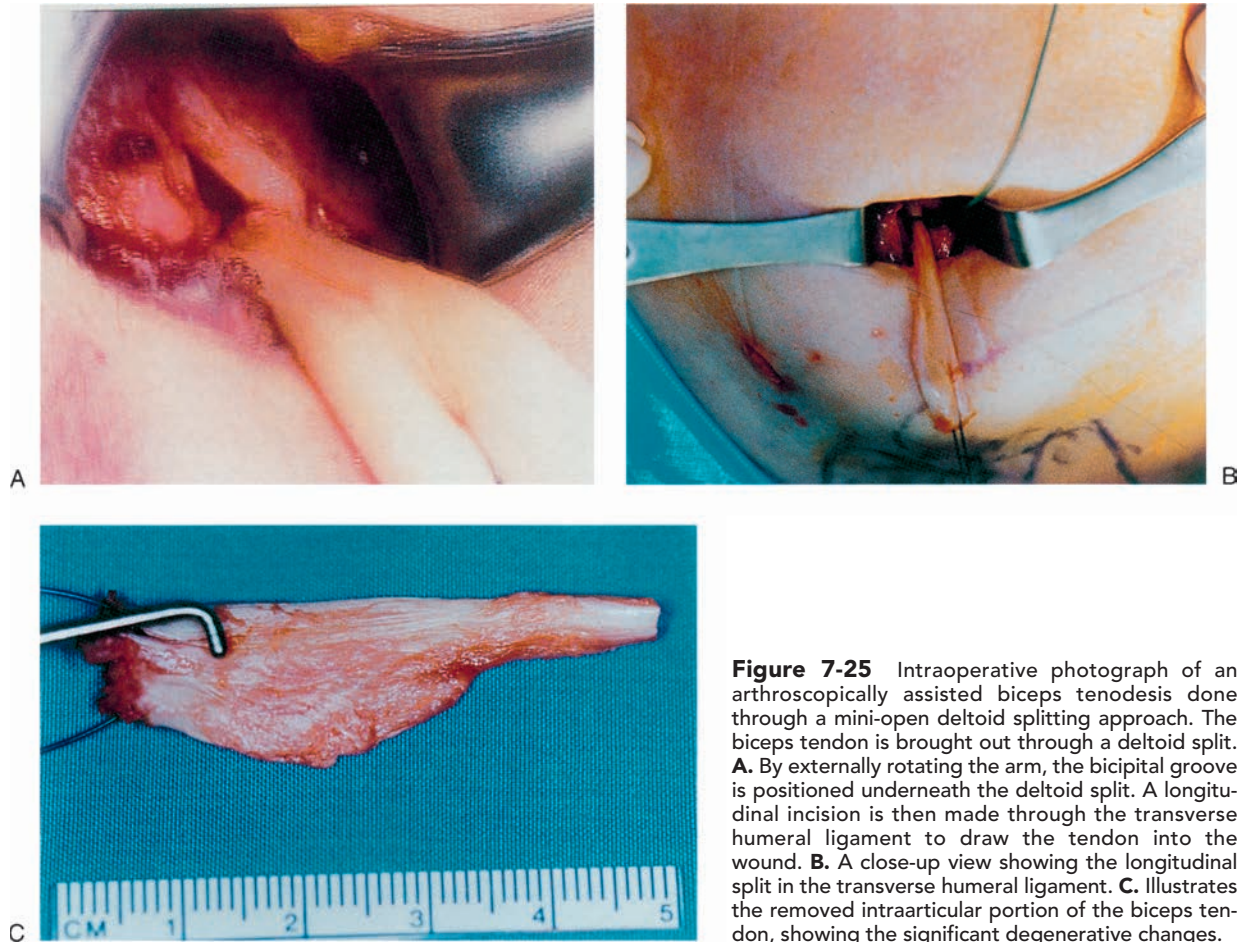 A
B
C
CM 1 2 3 4 5
Figure 7-25 Intraoperative photograph of an
arthroscopically assisted biceps tenodesis done
through a mini-open deltoid splitting approach. The
biceps tendon is brought out through a deltoid split.
A. By externally rotating the arm, the bicipital groove
is positioned underneath the deltoid split. A longitu-
dinal incision is then made through the transverse
humeral ligament to draw the tendon into the
wound. B. A close-up view showing the longitudinal
split in the transverse humeral ligament. C. Illustrates
the removed intraarticular portion of the biceps ten-
don, showing the significant degenerative changes.